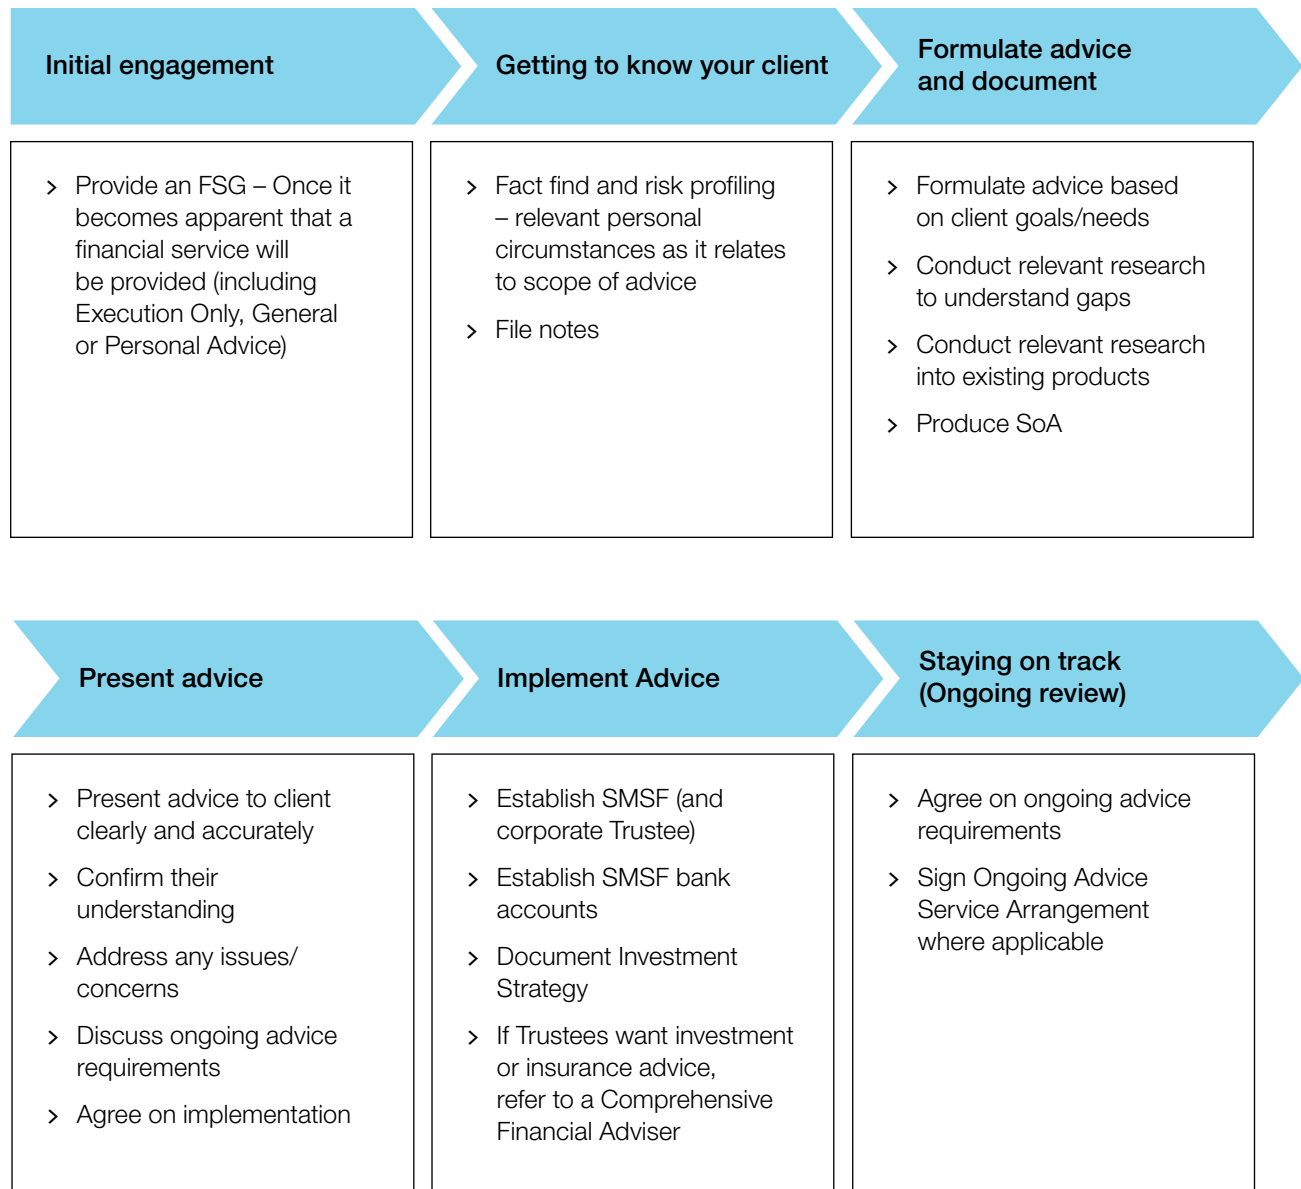 Initial engagement
> Provide an FSG – Once it
becomes apparent that a
financial service will
be provided (including
Execution Only, General
or Personal Advice)
Getting to know your client
> Fact find and risk profiling
– relevant personal
circumstances as it relates
to scope of advice
> File notes
Formulate advice
and document
> Formulate advice based
on client goals/needs
> Conduct relevant research
to understand gaps
> Conduct relevant research
into existing products
> Produce SoA
Present advice
> Present advice to client
clearly and accurately
> Confirm their
understanding
> Address any issues/
concerns
> Discuss ongoing advice
requirements
> Agree on implementation
Implement Advice
> Establish SMSF (and
corporate Trustee)
> Establish SMSF bank
accounts
> Document Investment
Strategy
> If Trustees want investment
or insurance advice,
refer to a Comprehensive
Financial Adviser
Staying on track
(Ongoing review)
> Agree on ongoing advice
requirements
> Sign Ongoing Advice
Service Arrangement
where applicable